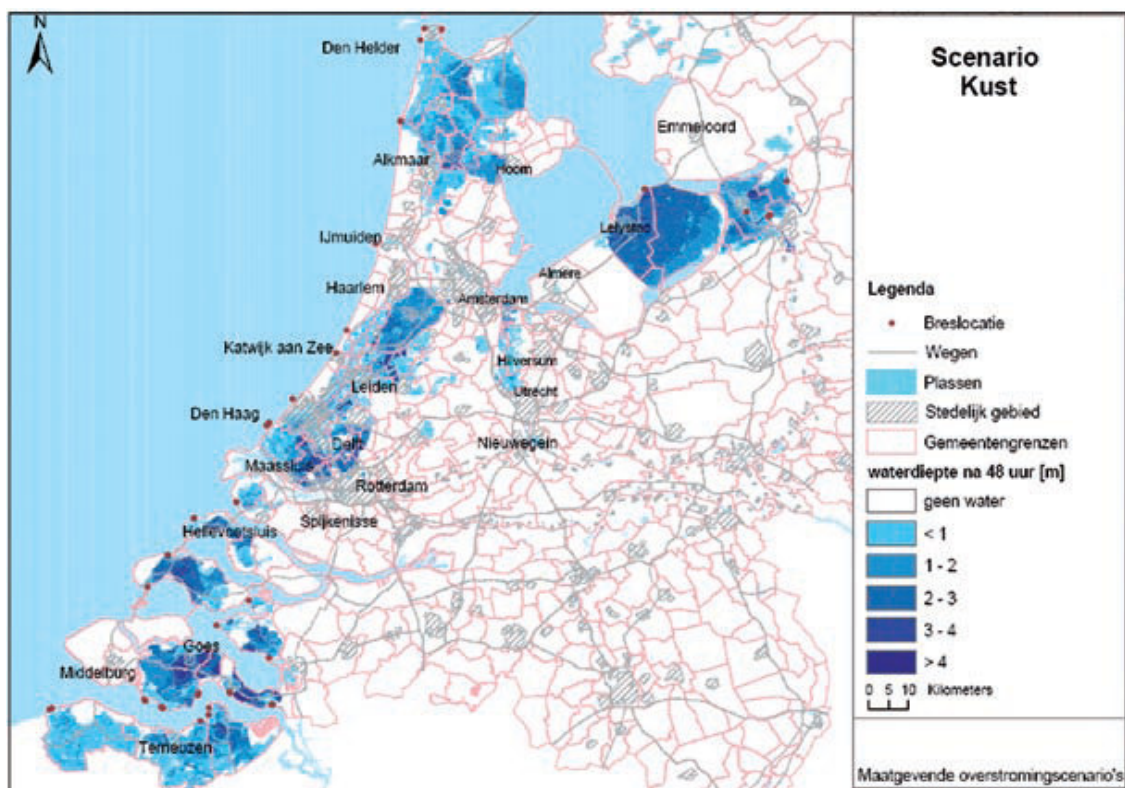 N
Den Helder
Alkmaar
Hoorn
Emmeloord
Lelystad
IJmuiden
Haarlem
Amsterdam
Almere
Katwijk aan Zee
Leiden
Hilversum
Utrecht
Den Haag
Delft
Nieuwegein
Maassluis
Rotterdam
Spijkenisse
Hellevoetsluis
Goes
Middelburg
Terneuzen
Scenario
Kust
Legenda
Breslocatie
Wegen
Plassen
Stedelijk gebied
Gemeentengrenzen
waterdiepte na 48 uur [m]
geen water
< 1
1 - 2
2 - 3
3 - 4
> 4
0 5 10 Kilometers
Maatgevende overstromingscenario's